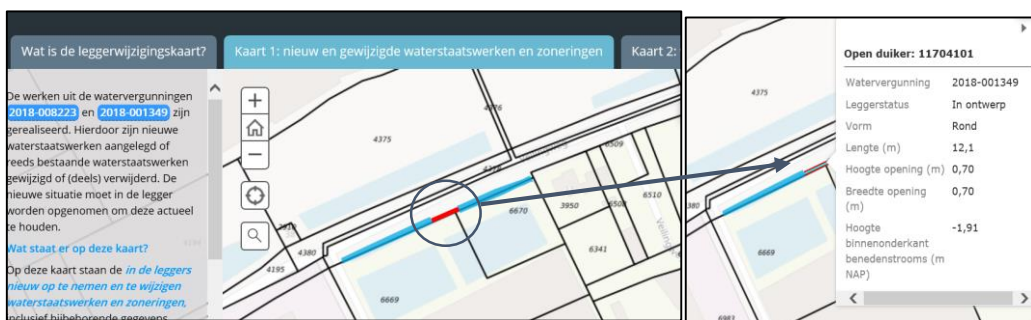 Wat is de leggerwijzigingskaart?
Kaart 1: nieuw en gewijzigde waterstaatswerken en zoneringen
Kaart 2:
De werken uit de watervergunningen
2018-008223 en 2018-001349 zijn
gerealiseerd. Hierdoor zijn nieuwe
waterstaatswerken aangelegd of
reeds bestaande waterstaatswerken
gewijzigd of (deels) verwijderd. De
nieuwe situatie moet in de legger
worden opgenomen om deze actueel
te houden.
Wat staat er op deze kaart?
Op deze kaart staan de in de leggers
nieuw op te nemen en te wijzigen
waterstaatswerken en zoneringen,
inclusief bijbehorende gegevens
4375
6509
6510
3950
6670
6341
4380
4195
6669
4375
6669
6983
Open duiker: 11704101
Watervergunning 2018-001349
Leggerstatus In ontwerp
Vorm Rond
Lengte (m) 12,1
Hoogte opening (m) 0,70
Breedte opening 0,70
(m)
Hoogte -1,91
binnenonderkant
benedenstrooms (m
NAP)